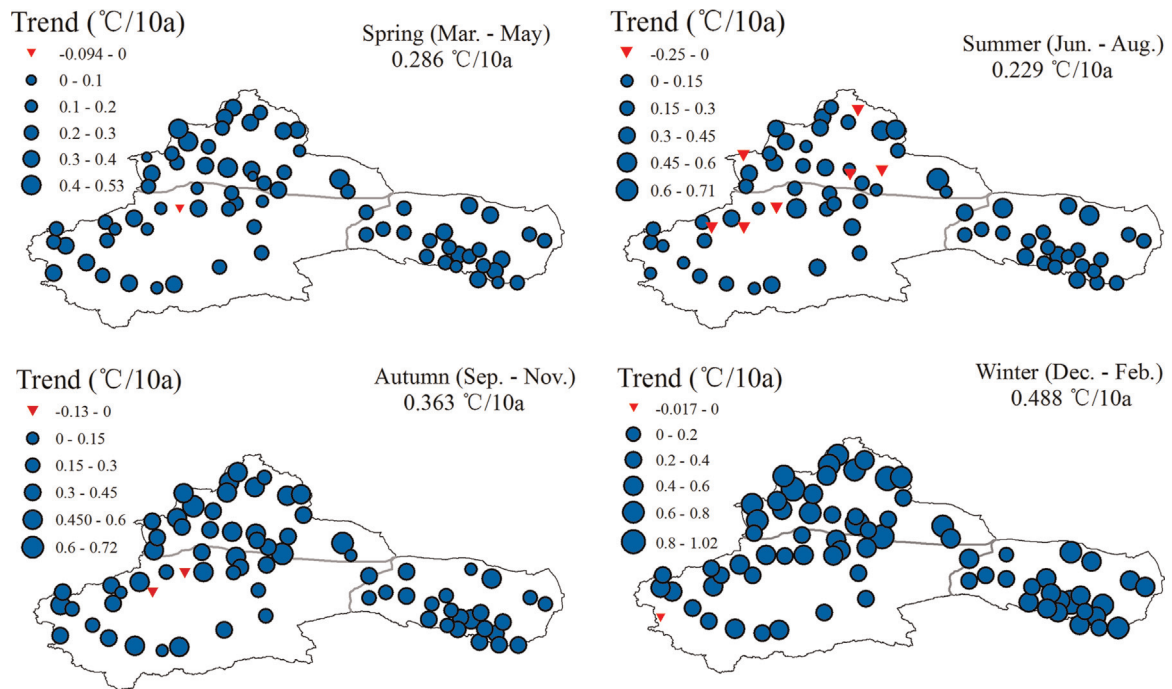 Trend (℃/10a)
-0.094 - 0
0 - 0.1
0.1 - 0.2
0.2 - 0.3
0.3 - 0.4
0.4 - 0.53
Spring (Mar. - May)
0.286 ℃/10a
Trend (℃/10a)
-0.25 - 0
0 - 0.15
0.15 - 0.3
0.3 - 0.45
0.45 - 0.6
0.6 - 0.71
Summer (Jun. - Aug.)
0.229 ℃/10a
Trend (℃/10a)
-0.13 - 0
0 - 0.15
0.15 - 0.3
0.3 - 0.45
0.450 - 0.6
0.6 - 0.72
Autumn (Sep. - Nov.)
0.363 ℃/10a
Trend (℃/10a)
-0.017 - 0
0 - 0.2
0.2 - 0.4
0.4 - 0.6
0.6 - 0.8
0.8 - 1.02
Winter (Dec. - Feb.)
0.488 ℃/10a